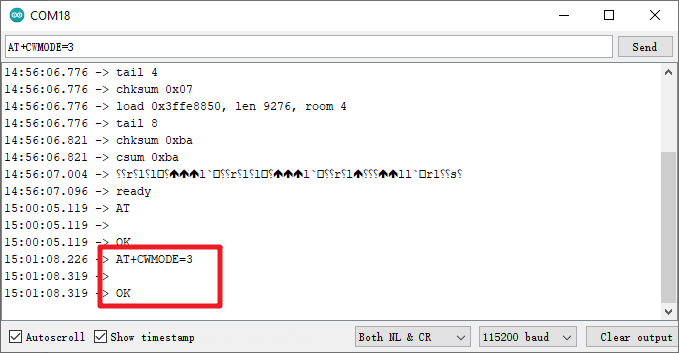 COM18
AT+CWMODE=3
Send
14:56:06.776 -> tail 4
14:56:06.776 -> chksum 0x07
14:56:06.776 -> load 0x3ffe8850, len 9276, room 4
14:56:06.776 -> tail 8
14:56:06.821 -> chksum 0xba
14:56:06.821 -> csum 0xba
14:56:07.004 ->
14:56:07.096 -> ready
15:00:05.119 -> AT
15:00:05.119 ->
15:00:05.119 -> OK
15:01:08.226 -> AT+CWMODE=3
15:01:08.319 ->
15:01:08.319 -> OK
Autoscroll Show timestamp Both NL & CR 115200 baud Clear output